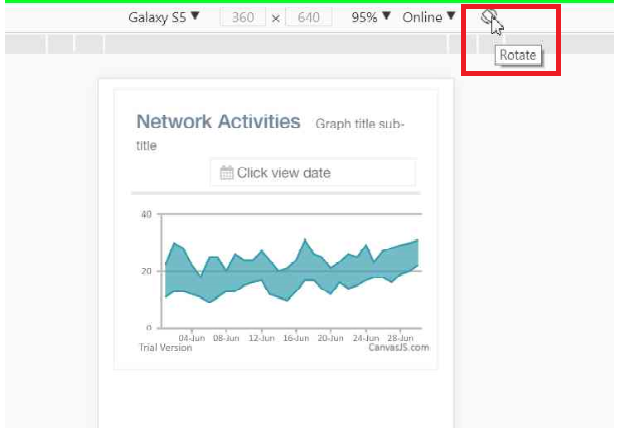 Galaxy S5 ▼ 360 × 640 95% ▼ Online ▼
Rotate
Network Activities Graph title sub-
title
Click view date
40
20
0
04-Jun 08-Jun 12-Jun 16-Jun 20-Jun 24-Jun 28-Jun
Trial Version CanvasJS.com